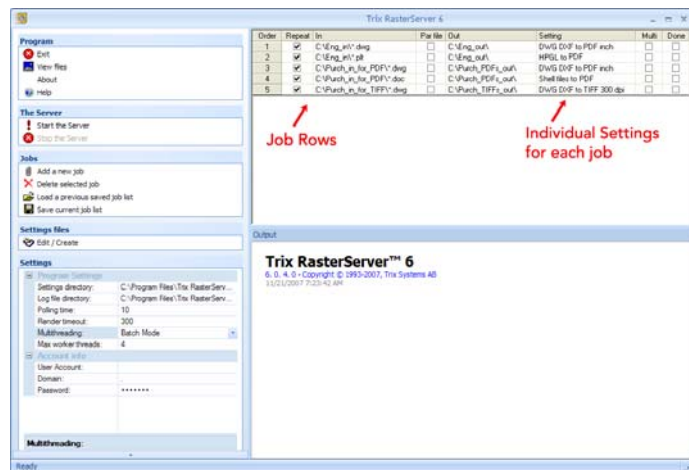 Trix RasterServer 6
Program
Exit
View files
About
Help
The Server
Start the Server
Stop the Server
Jobs
Add a new job
Delete selected job
Load a previous saved job list
Save current job list
Settings files
Edit / Create
Settings
Program Settings
Settings directory: C:\Program Files\Trix RasterServ...
Log file directory: C:\Program Files\Trix RasterServ...
Polling time: 10
Render timeout: 300
Multithreading: Batch Mode
Max worker threads: 4
Account info
User Account:
Domain: .
Password: •••••••
Multithreading:
Ready
Order Repeat In Par file Out Setting Multi Done
1 C:\Eng_in\*.dwg C:\Eng_out\ DWG DXF to PDF inch
2 C:\Eng_in\*.plt C:\Eng_out\ HPGL to PDF
3 C:\Purch_in_for_PDF\*.dwg C:\Purch_PDFs_out\ DWG DXF to PDF inch
4 C:\Purch_in_for_PDF\*.doc C:\Purch_PDFs_out\ Shell files to PDF
5 C:\Purch_in_for_TIFF\*.dwg C:\Purch_TIFFs_out\ DWG DXF to TIFF 300 dpi
Job Rows
Individual Settings
for each job
Output
Trix RasterServer™ 6
6. 0. 4. 0 - Copyright © 1993-2007, Trix Systems AB
11/21/2007 7:23:42 AM